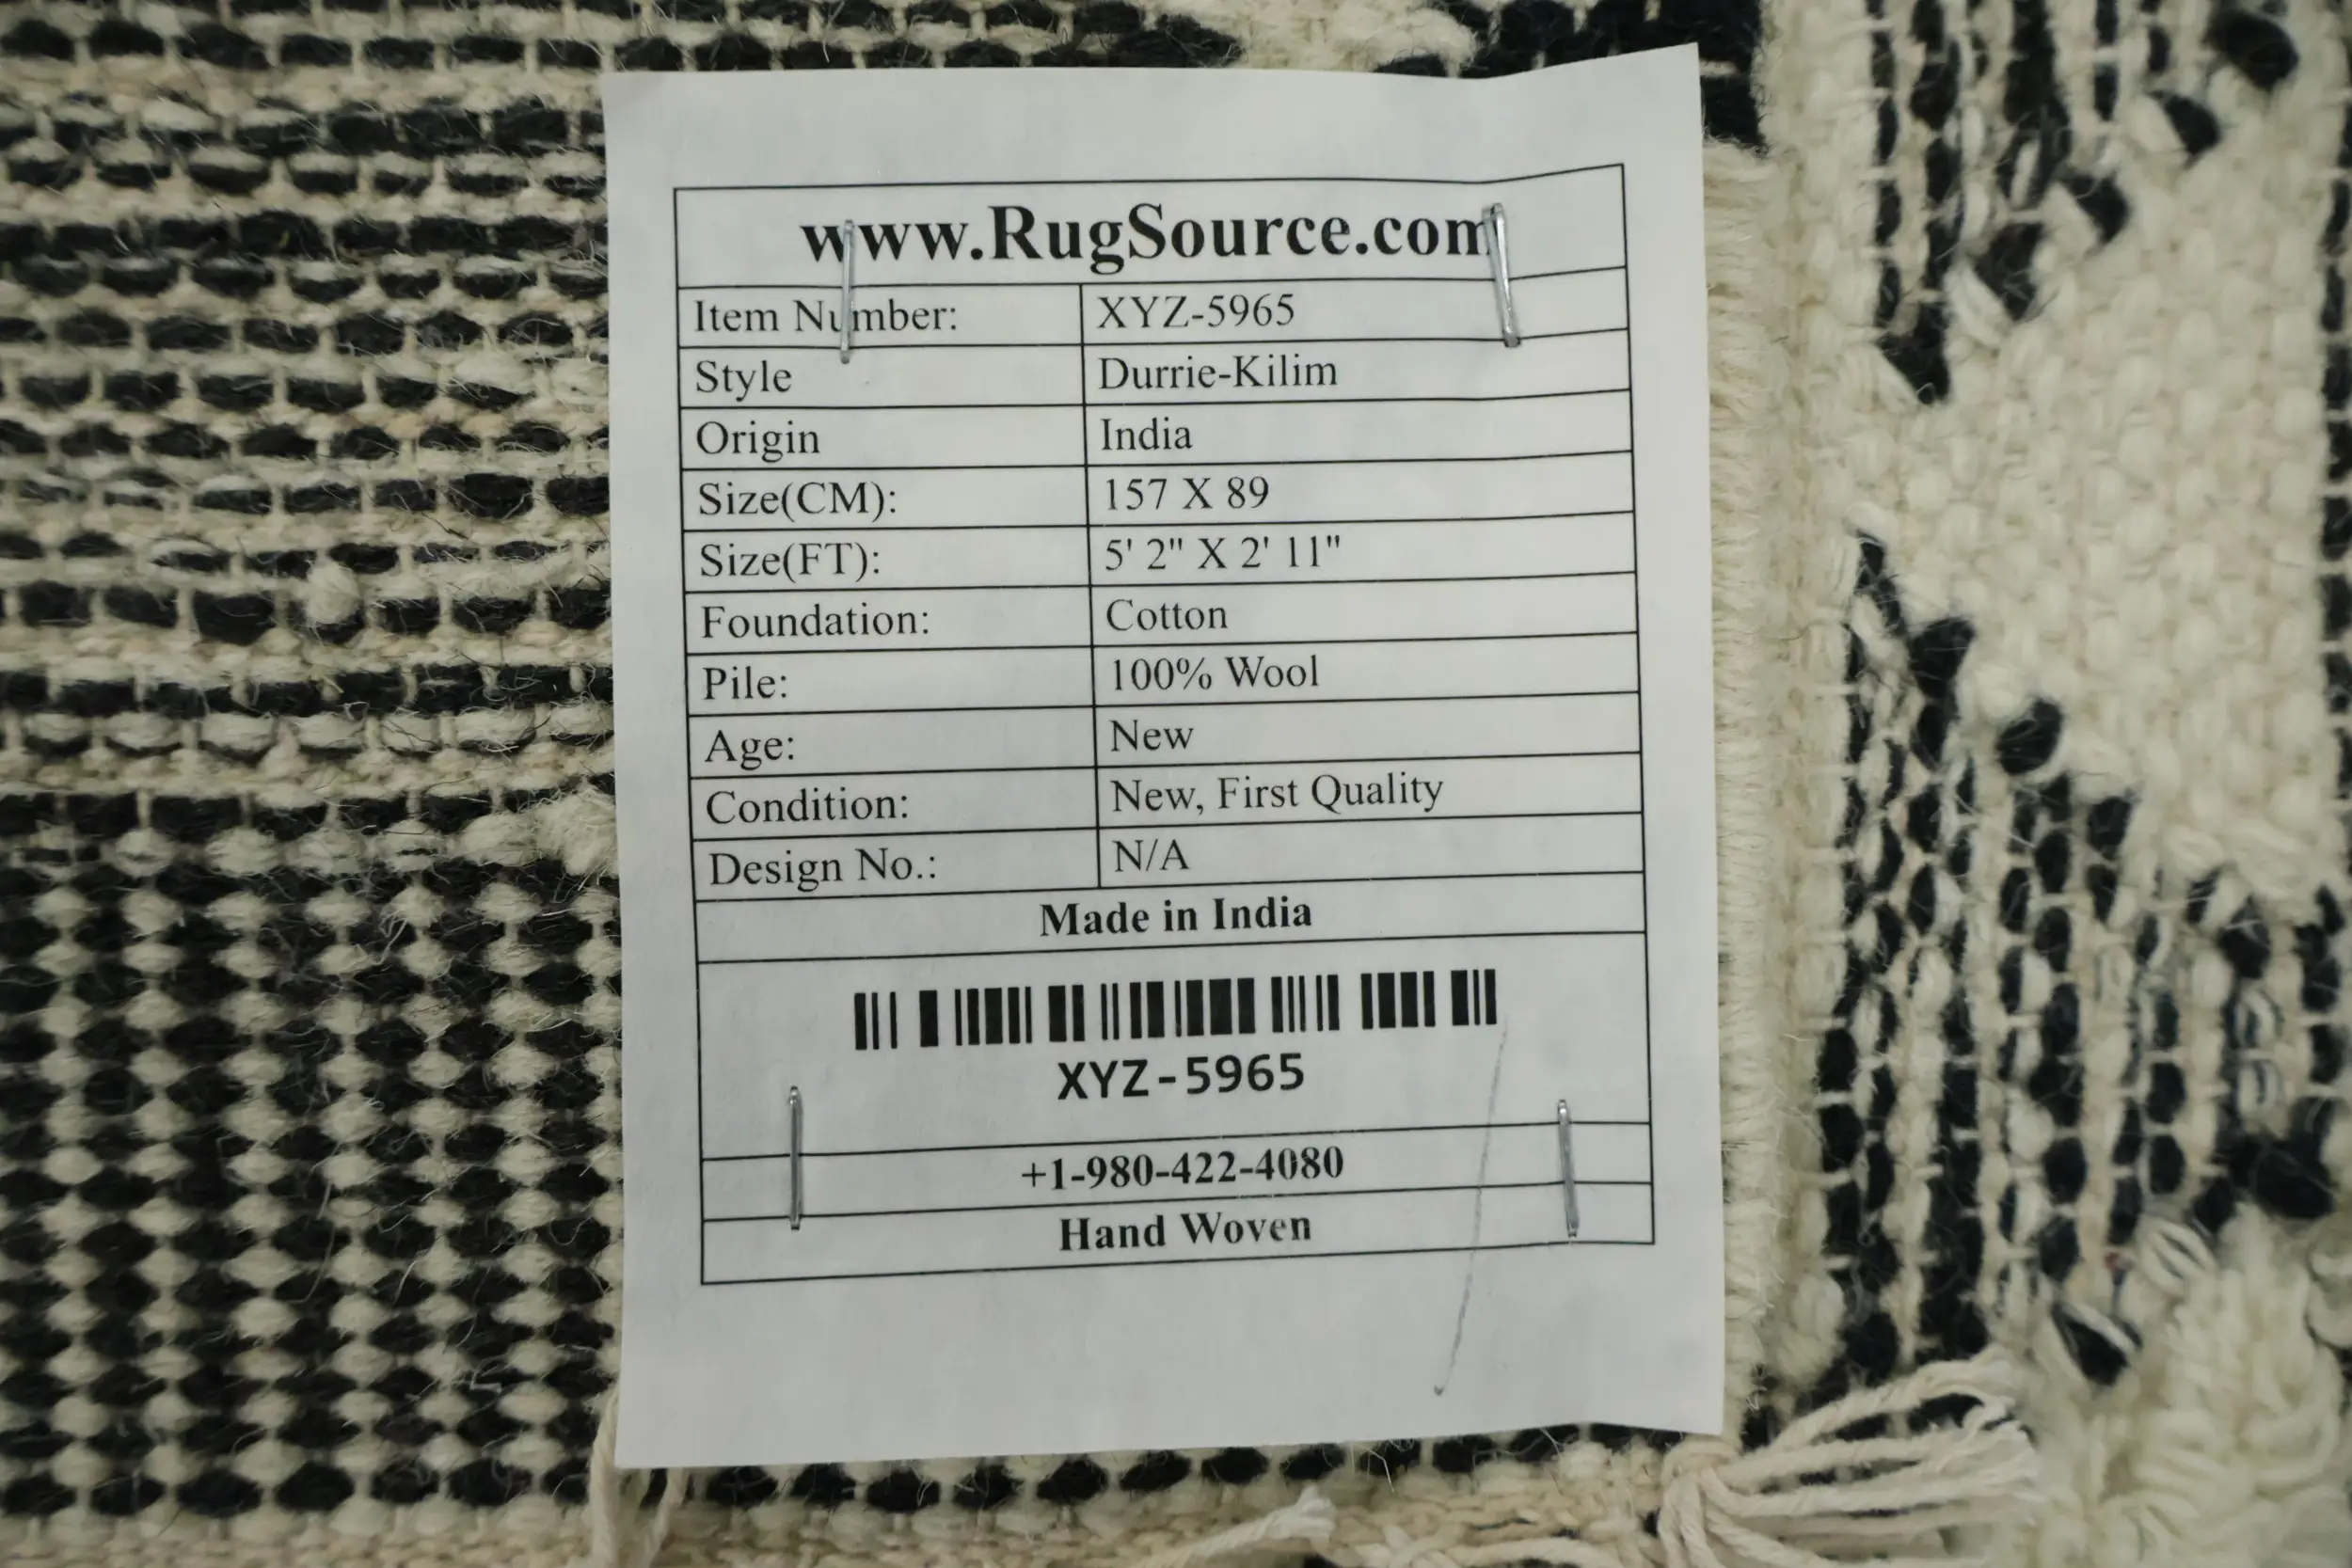 www.RugSource.com
Item Number: XYZ-5965
Style Durrie-Kilim
Origin India
Size(CM): 157 X 89
Size(FT): 5' 2" X 2' 11"
Foundation: Cotton
Pile: 100% Wool
Age: New
Condition: New, First Quality
Design No.: N/A
Made in India
XYZ-5965
+1-980-422-4080
Hand Woven